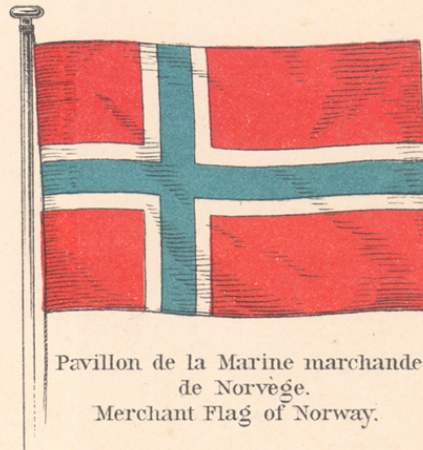 Pavillon de la Marine marchande
de Norvège.
Merchant Flag of Norway.